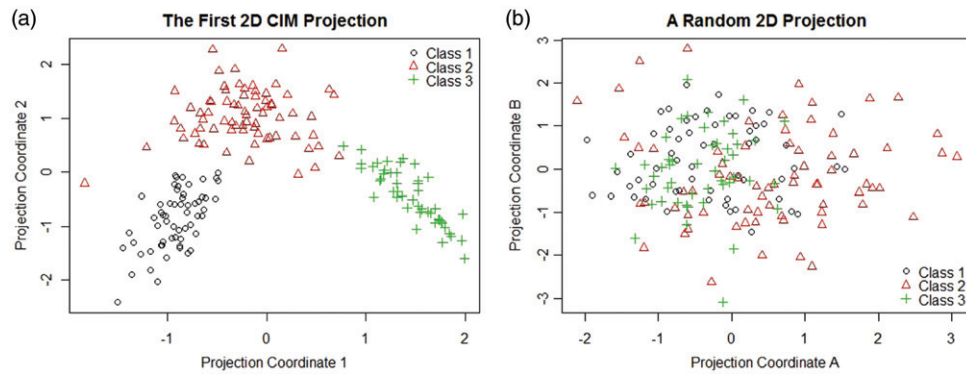 (a)
The First 2D CIM Projection
Class 1
Class 2
Class 3
2
1
0
-1
-2
Projection Coordinate 2
-1
0
1
2
Projection Coordinate 1
(b)
A Random 2D Projection
3
2
1
0
-1
-2
-3
Projection Coordinate B
Class 1
Class 2
Class 3
-2
-1
0
1
2
3
Projection Coordinate A